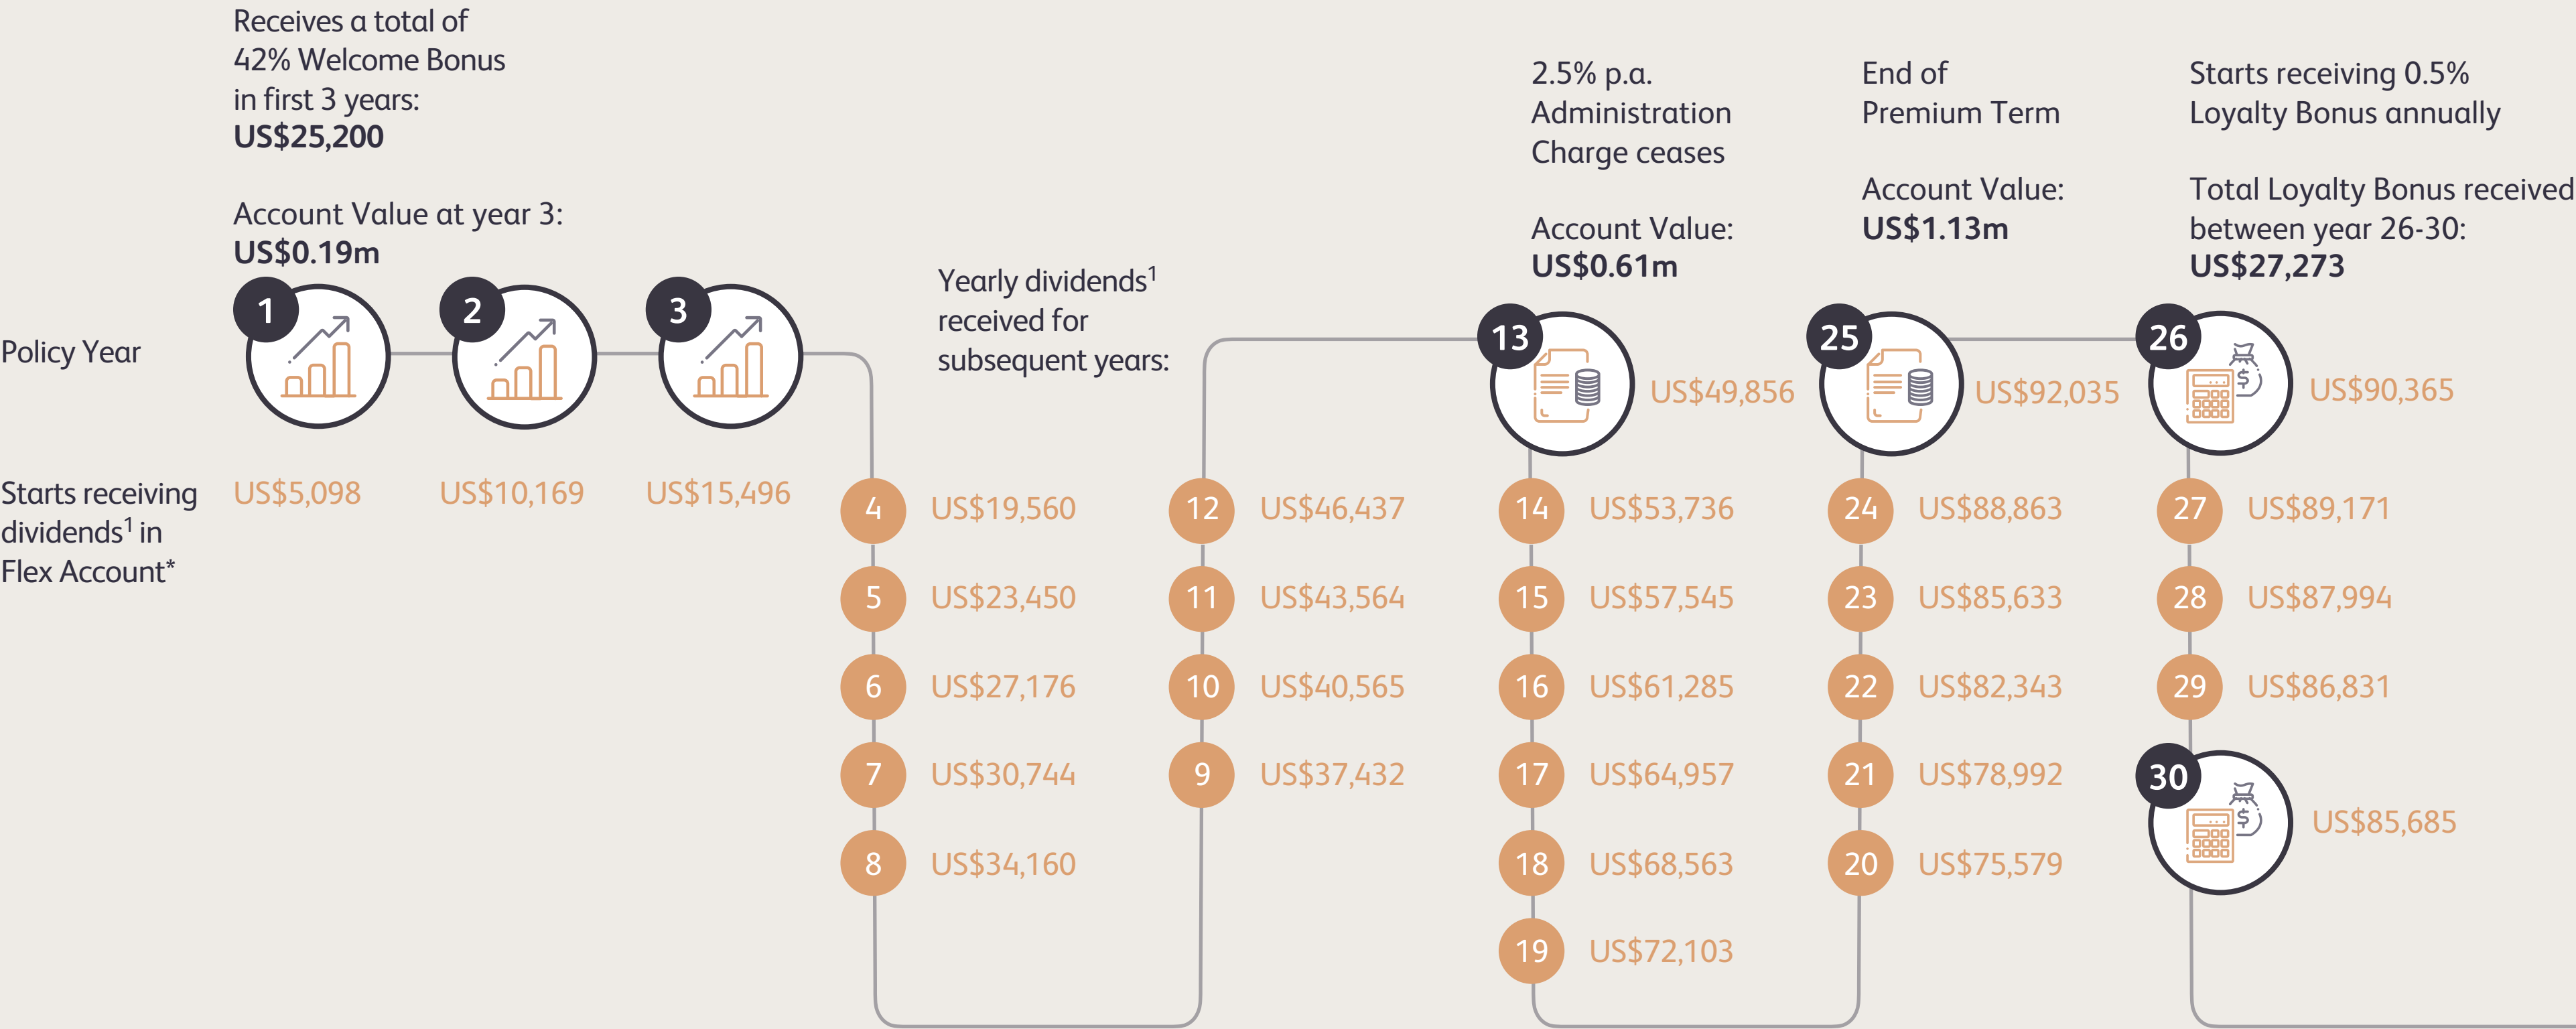 Receives a total of
42% Welcome Bonus
in first 3 years:
US$25,200
Account Value at year 3:
US$0.19m
Yearly dividends1
received for
subsequent years:
2.5% p.a.
Administration
Charge ceases
Account Value:
US$0.61m
End of
Premium Term
Account Value:
US$1.13m
Starts receiving 0.5%
Loyalty Bonus annually
Total Loyalty Bonus received
between year 26-30:
US$27,273
Policy Year
1
2
3
Starts receiving
dividends1 in
Flex Account*
US$5,098
US$10,169
US$15,496
4 US$19,560
5 US$23,450
6 US$27,176
7 US$30,744
8 US$34,160
9 US$37,432
10 US$40,565
11 US$43,564
12 US$46,437
13 US$49,856
14 US$53,736
15 US$57,545
16 US$61,285
17 US$64,957
18 US$68,563
19 US$72,103
20 US$75,579
21 US$78,992
22 US$82,343
23 US$85,633
24 US$88,863
25 US$92,035
26 US$90,365
27 US$89,171
28 US$87,994
29 US$86,831
30 US$85,685